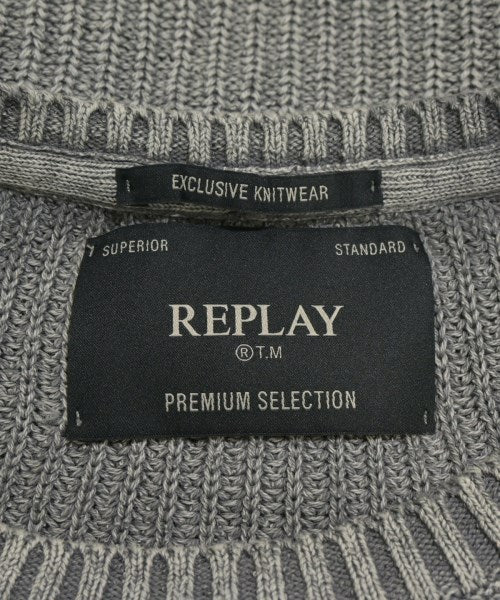 EXCLUSIVE KNITWEAR
SUPERIOR STANDARD
REPLAY
® T.M
PREMIUM SELECTION